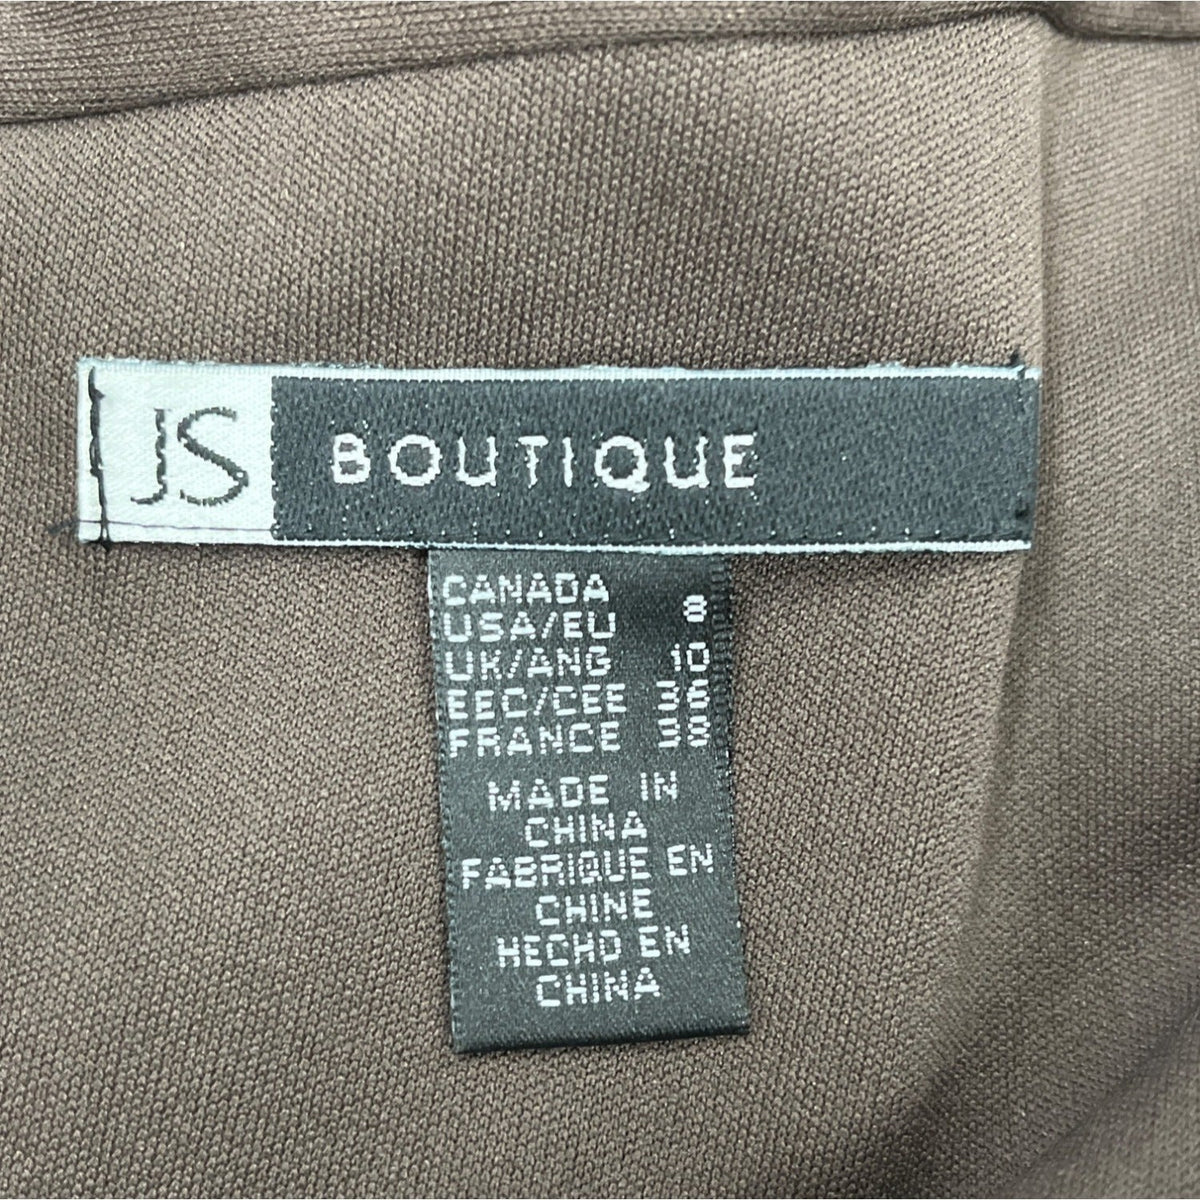 JS BOUTIQUE
CANADA
USA/EU 8
UK/ANG 10
EEC/CEE 36
FRANCE 38
MADE IN
CHINA
FABRIQUE EN
CHINE
HECHO EN
CHINA